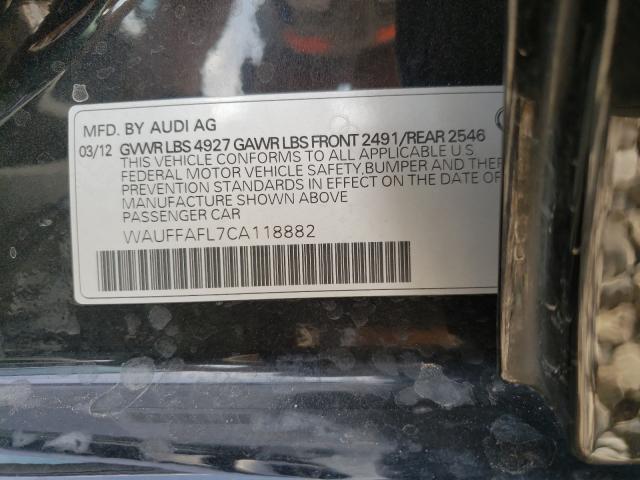 MFD. BY AUDI AG
03/12 GVWR LBS 4927 GAWR LBS FRONT 2491/REAR 2546
THIS VEHICLE CONFORMS TO ALL APPLICABLE U S
FEDERAL MOTOR VEHICLE SAFETY,BUMPER AND
PREVENTION STANDARDS IN EFFECT ON THE DATE OF
MANUFACTURE SHOWN ABOVE
PASSENGER CAR
WAUFFAFL7CA118882